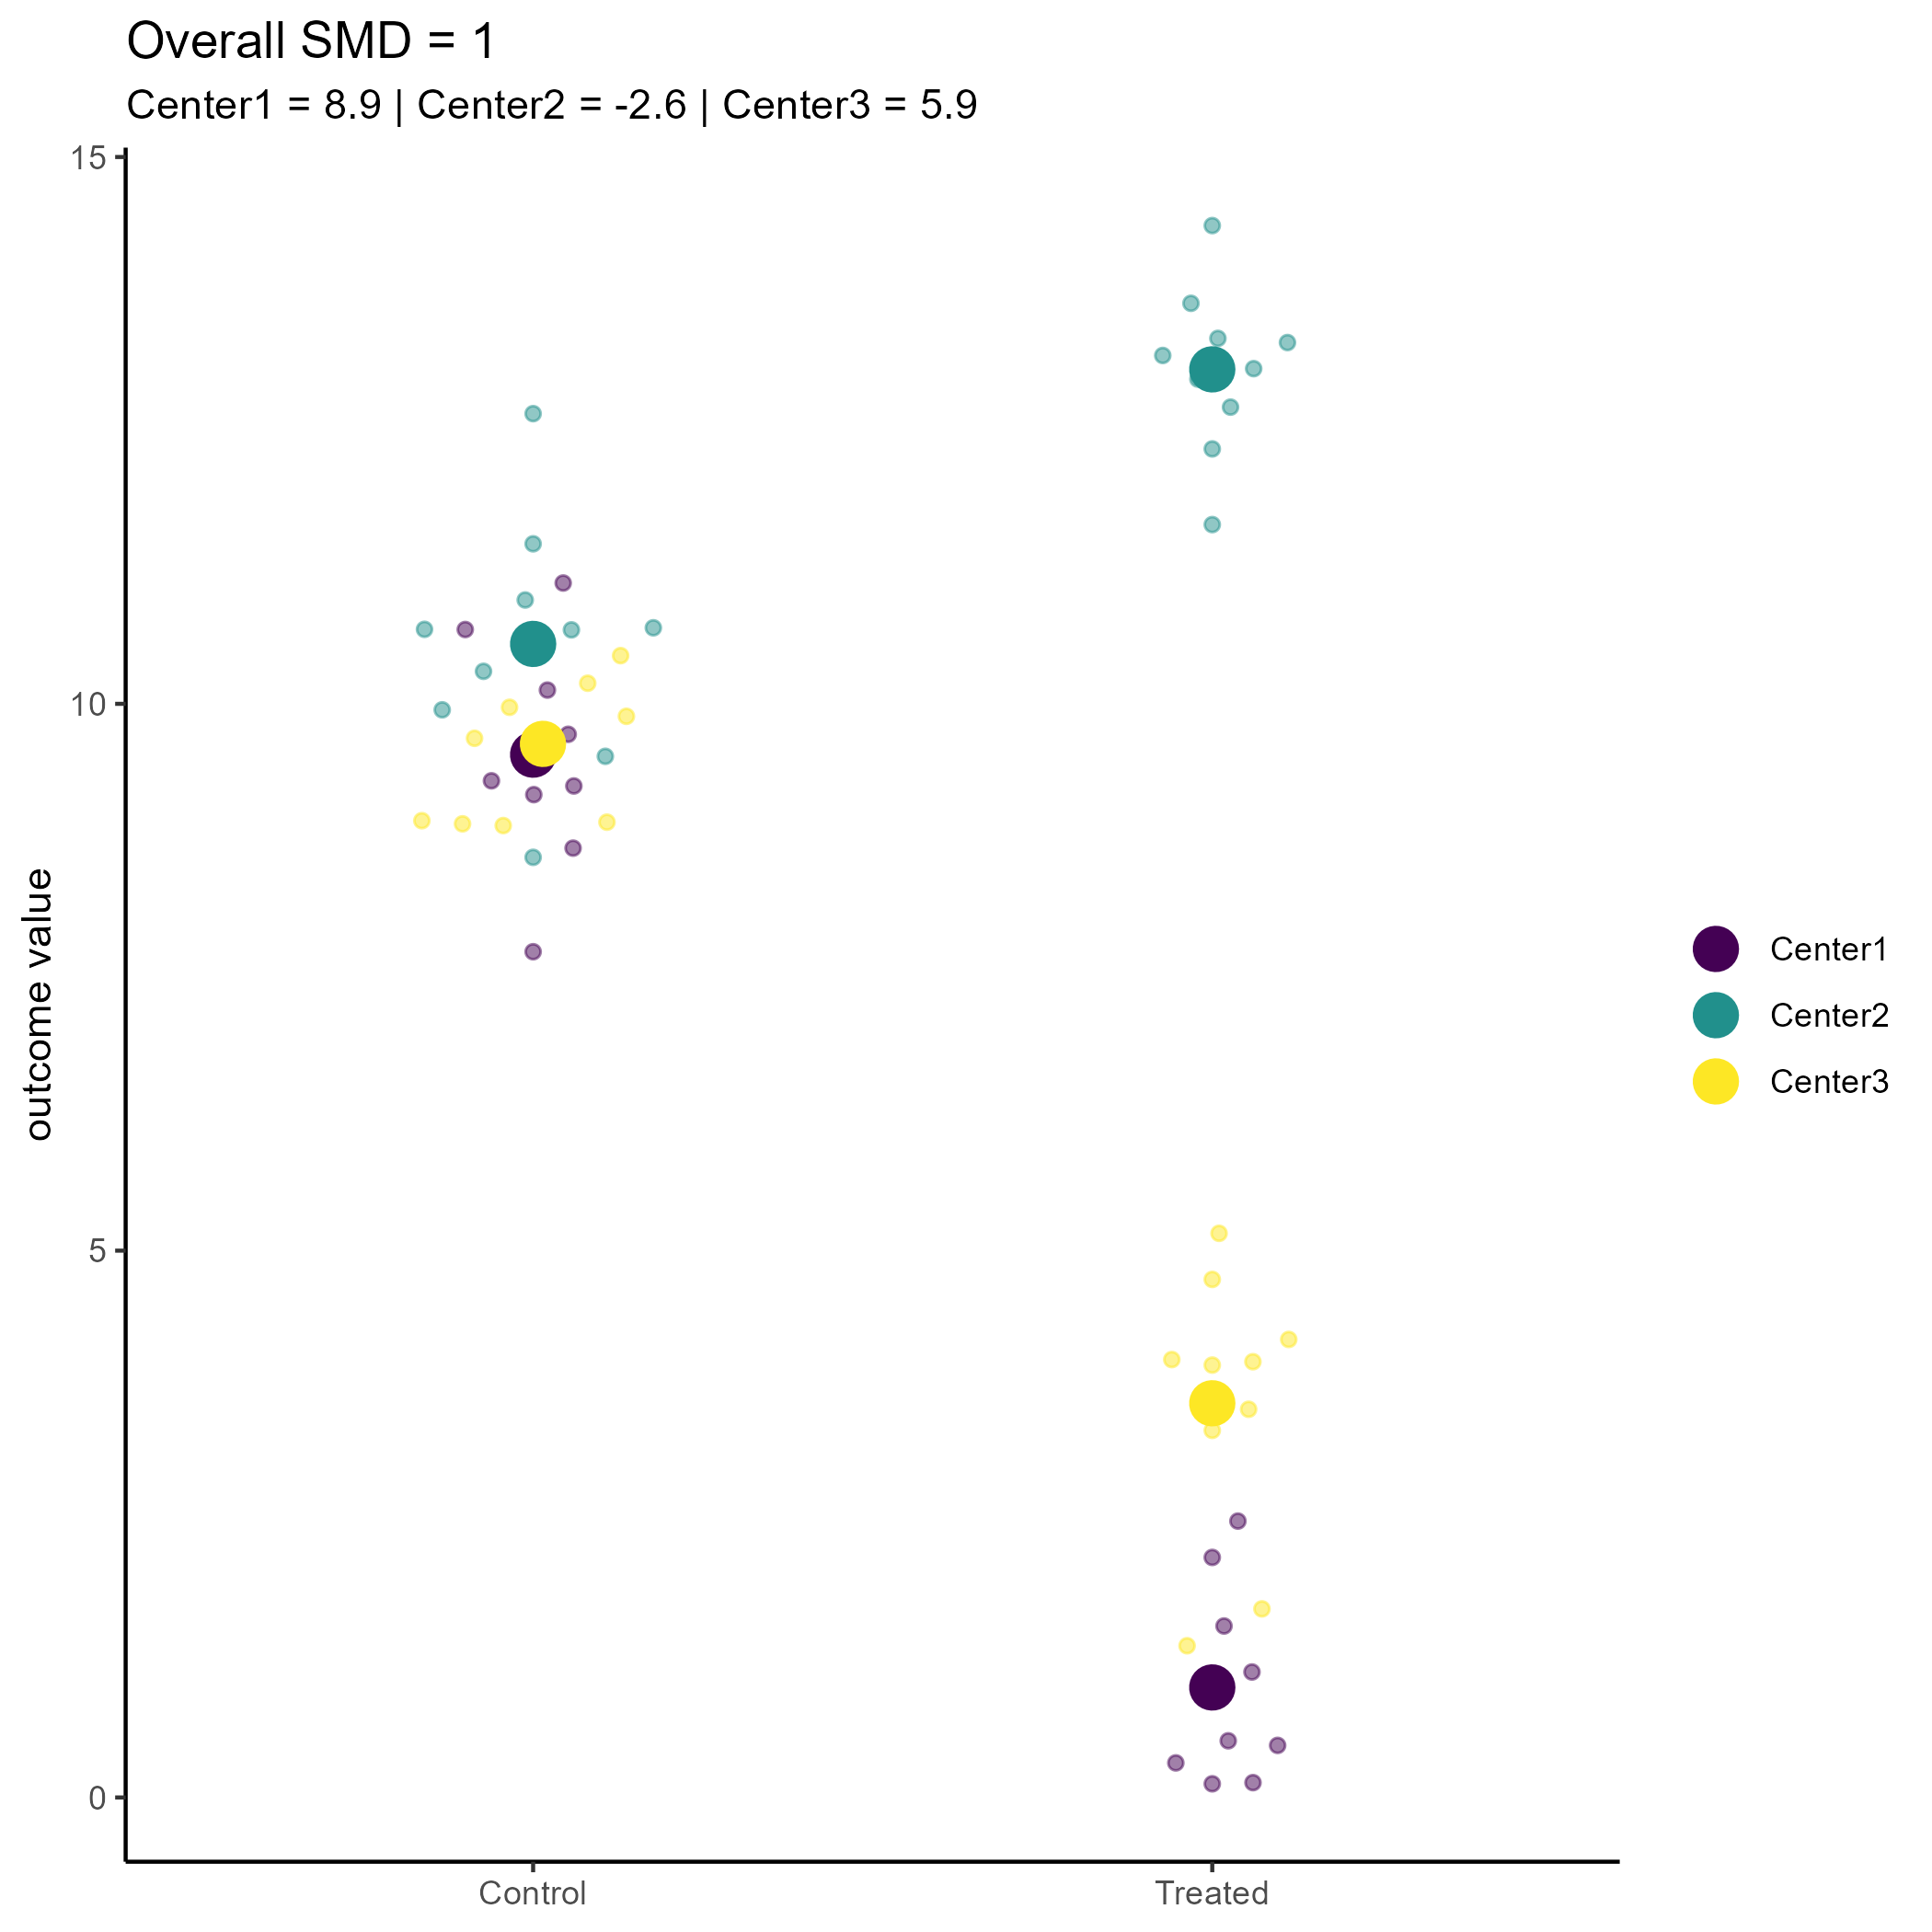 Overall SMD = 1
Center1 = 8.9 | Center2 = -2.6 | Center3 = 5.9
15
10
5
0
outcome value
Control
Treated
Center1
Center2
Center3